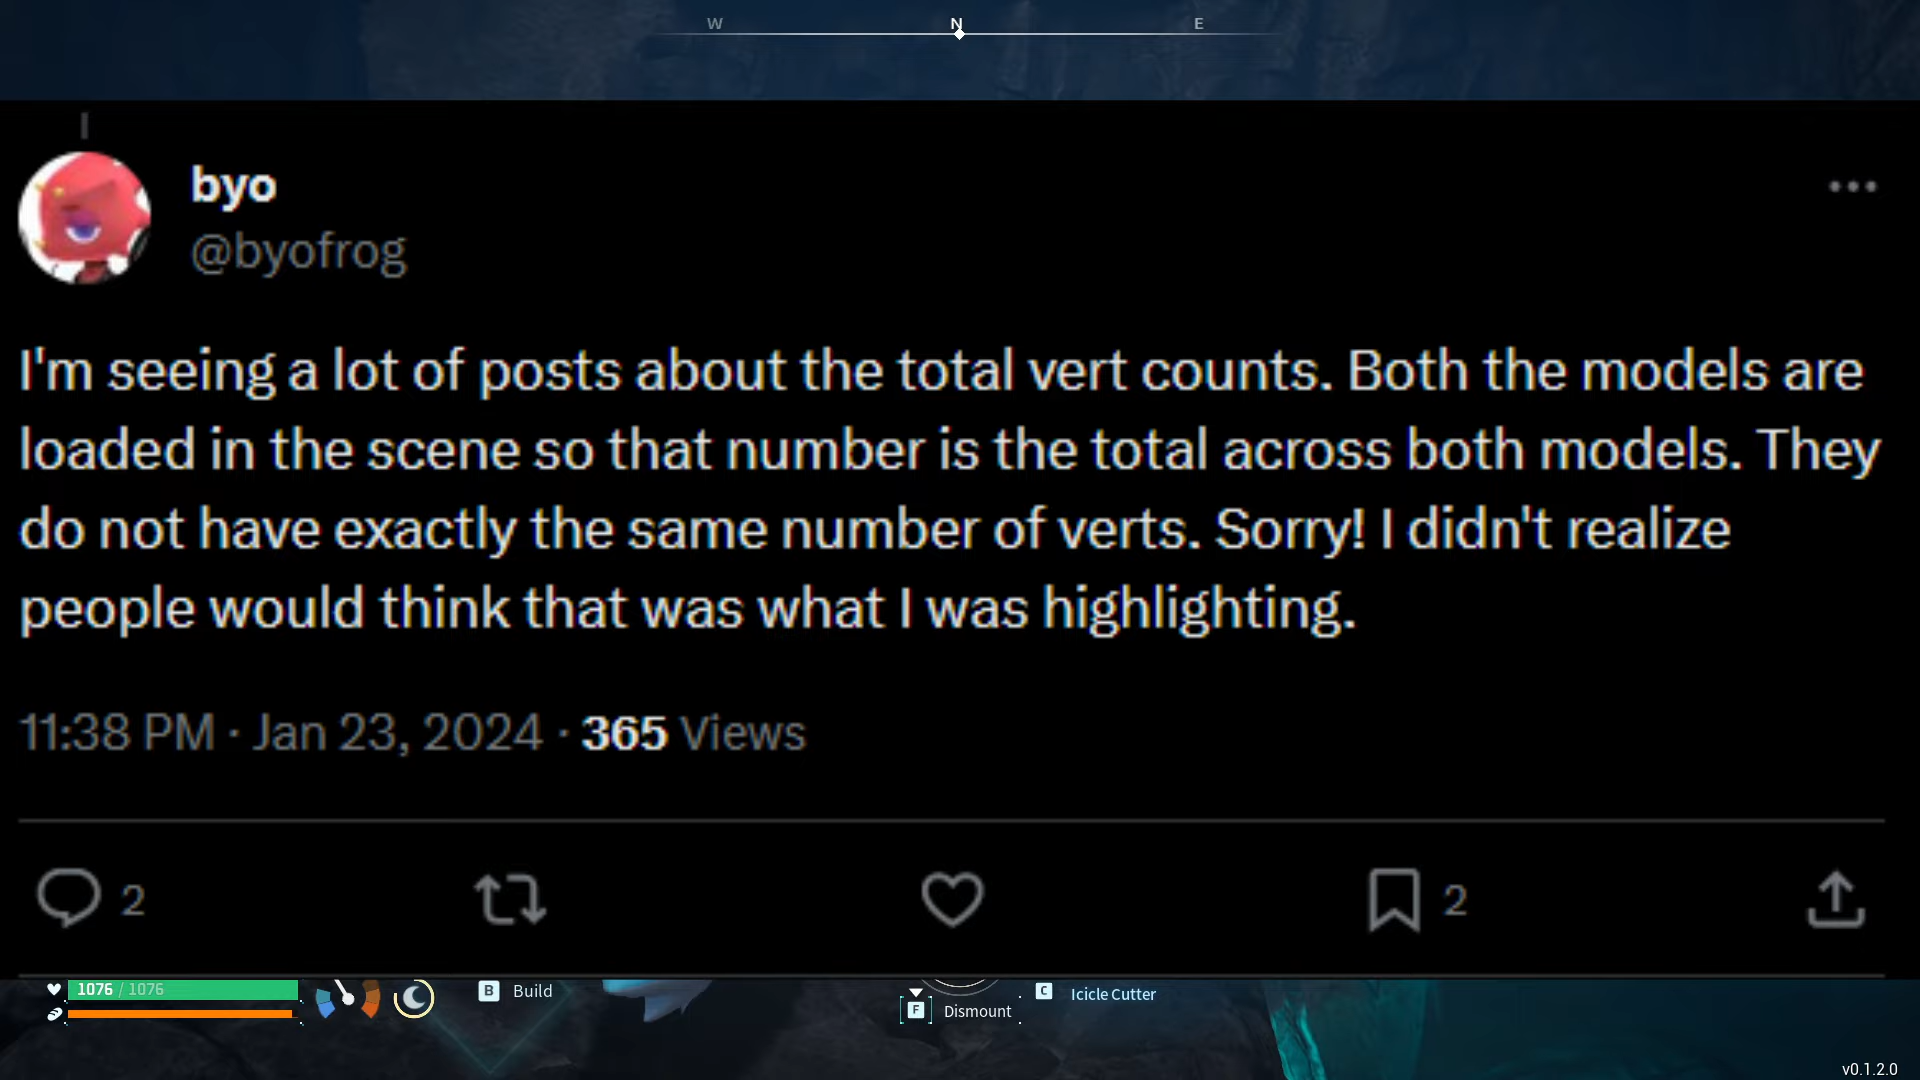 W N E
byo
@byofrog
I'm seeing a lot of posts about the total vert counts. Both the models are
loaded in the scene so that number is the total across both models. They
do not have exactly the same number of verts. Sorry! I didn't realize
people would think that was what I was highlighting.
11:38 PM · Jan 23, 2024 · 365 Views
2 2
1076 / 1076
B Build
C Icicle Cutter
F Dismount
v0.1.2.0